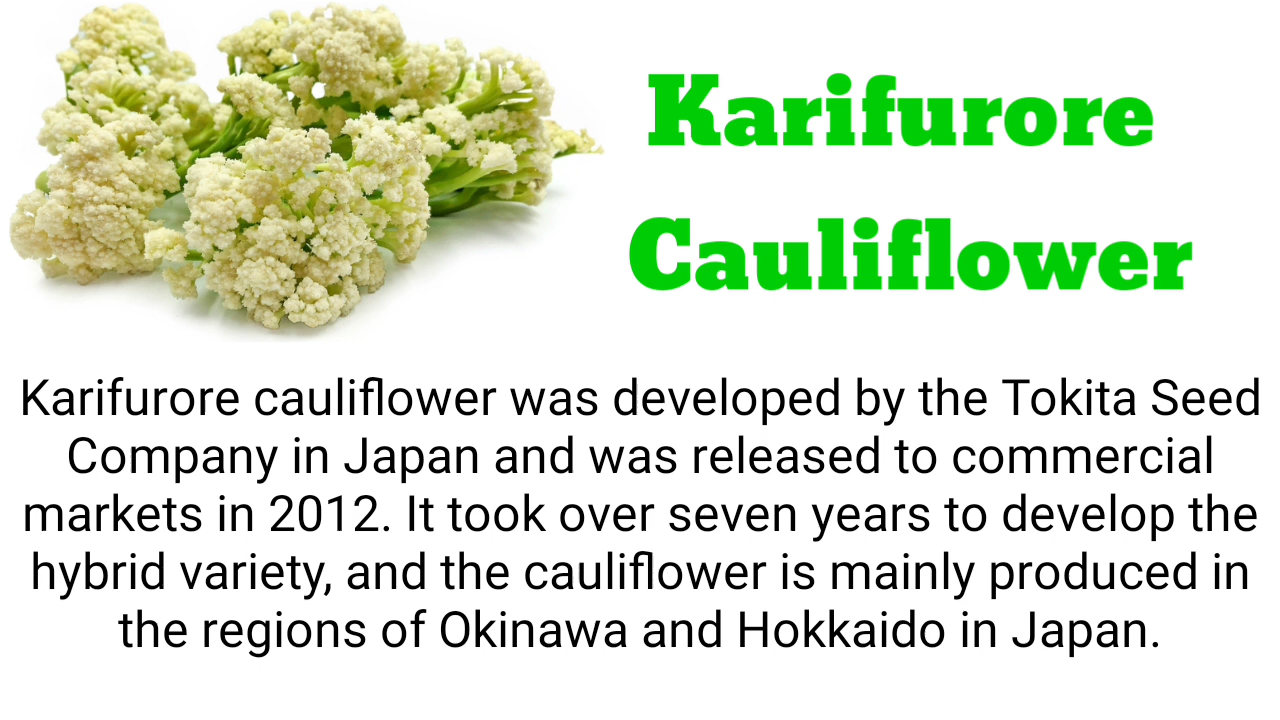 Karifurore
Cauliflower
Karifurore cauliflower was developed by the Tokita Seed
Company in Japan and was released to commercial
markets in 2012. It took over seven years to develop the
hybrid variety, and the cauliflower is mainly produced in
the regions of Okinawa and Hokkaido in Japan.